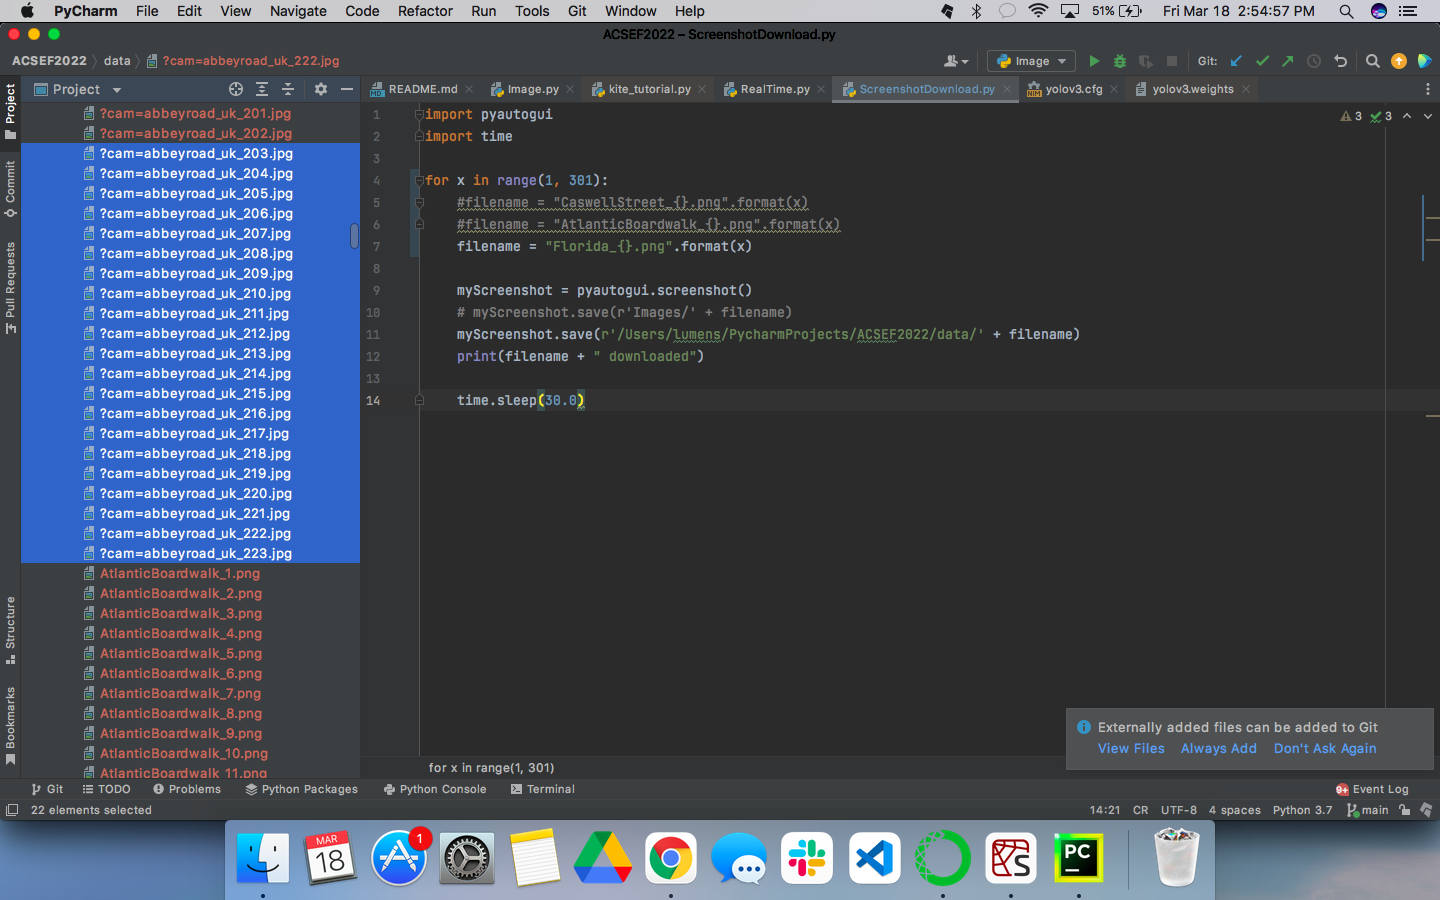 PyCharm File Edit View Navigate Code Refactor Run Tools Git Window Help 51% Fri Mar 18 2:54:57 PM
ACSEF2022 – ScreenshotDownload.py
ACSEF2022 data ?cam=abbeyroad_uk_222.jpg Image Git:
Project
README.md Image.py kite_tutorial.py RealTime.py ScreenshotDownload.py yolov3.cfg yolov3.weights
Project
Commit
Pull Requests
Structure
Bookmarks
?cam=abbeyroad_uk_201.jpg
?cam=abbeyroad_uk_202.jpg
?cam=abbeyroad_uk_203.jpg
?cam=abbeyroad_uk_204.jpg
?cam=abbeyroad_uk_205.jpg
?cam=abbeyroad_uk_206.jpg
?cam=abbeyroad_uk_207.jpg
?cam=abbeyroad_uk_208.jpg
?cam=abbeyroad_uk_209.jpg
?cam=abbeyroad_uk_210.jpg
?cam=abbeyroad_uk_211.jpg
?cam=abbeyroad_uk_212.jpg
?cam=abbeyroad_uk_213.jpg
?cam=abbeyroad_uk_214.jpg
?cam=abbeyroad_uk_215.jpg
?cam=abbeyroad_uk_216.jpg
?cam=abbeyroad_uk_217.jpg
?cam=abbeyroad_uk_218.jpg
?cam=abbeyroad_uk_219.jpg
?cam=abbeyroad_uk_220.jpg
?cam=abbeyroad_uk_221.jpg
?cam=abbeyroad_uk_222.jpg
?cam=abbeyroad_uk_223.jpg
AtlanticBoardwalk_1.png
AtlanticBoardwalk_2.png
AtlanticBoardwalk_3.png
AtlanticBoardwalk_4.png
AtlanticBoardwalk_5.png
AtlanticBoardwalk_6.png
AtlanticBoardwalk_7.png
AtlanticBoardwalk_8.png
AtlanticBoardwalk_9.png
AtlanticBoardwalk_10.png
AtlanticBoardwalk_11.png
3 3
1 import pyautogui
2 import time
3
4 for x in range(1, 301):
5 #filename = "CaswellStreet_{}.png".format(x)
6 #filename = "AtlanticBoardwalk_{}.png".format(x)
7 filename = "Florida_{}.png".format(x)
8
9 myScreenshot = pyautogui.screenshot()
10 # myScreenshot.save(r'Images/' + filename)
11 myScreenshot.save(r'/Users/lumens/PycharmProjects/ACSEF2022/data/' + filename)
12 print(filename + " downloaded")
13
14 time.sleep(30.0)
Externally added files can be added to Git
View Files Always Add Don't Ask Again
for x in range(1, 301)
Git TODO Problems Python Packages Python Console Terminal 9+ Event Log
22 elements selected 14:21 CR UTF-8 4 spaces Python 3.7 main
MAR
18
1
PC